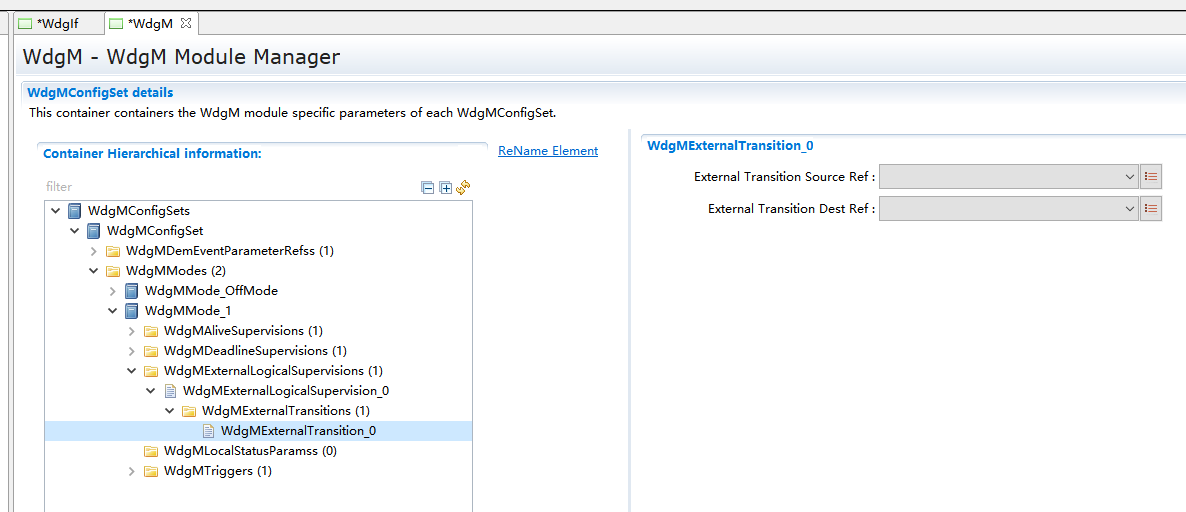 *WdgIf
*WdgM
WdgM - WdgM Module Manager
WdgMConfigSet details
This container containers the WdgM module specific parameters of each WdgMConfigSet.
Container Hierarchical information:
ReName Element
filter
WdgMConfigSets
WdgMConfigSet
WdgMDemEventParameterRefss (1)
WdgMModes (2)
WdgMMode_OffMode
WdgMMode_1
WdgMAliveSupervisions (1)
WdgMDeadlineSupervisions (1)
WdgMExternalLogicalSupervisions (1)
WdgMExternalLogicalSupervision_0
WdgMExternalTransitions (1)
WdgMExternalTransition_0
WdgMLocalStatusParamss (0)
WdgMTriggers (1)
WdgMExternalTransition_0
External Transition Source Ref :
External Transition Dest Ref :